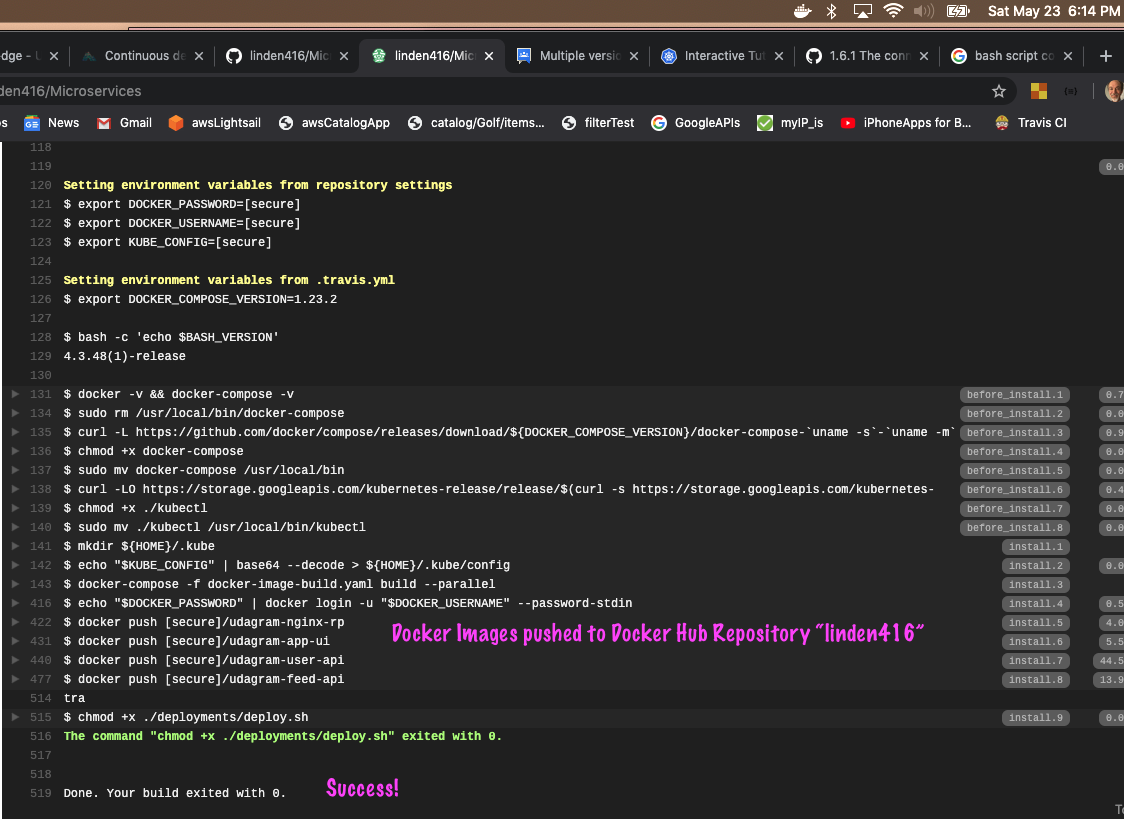 Sat May 23 6:14 PM
dge - U
Continuous de
linden416/Mic
linden416/Mic
Multiple versio
Interactive Tut
1.6.1 The conn
bash script co
den416/Microservices
ps
News
Gmail
awsLightsail
awsCatalogApp
catalog/Golf/items...
filterTest
GoogleAPIs
myIP_is
iPhoneApps for B...
Travis CI
118
119 0.0
120 Setting environment variables from repository settings
121 $ export DOCKER_PASSWORD=[secure]
122 $ export DOCKER_USERNAME=[secure]
123 $ export KUBE_CONFIG=[secure]
124
125 Setting environment variables from .travis.yml
126 $ export DOCKER_COMPOSE_VERSION=1.23.2
127
128 $ bash -c 'echo $BASH_VERSION'
129 4.3.48(1)-release
130
131 $ docker -v && docker-compose -v before_install.1 0.7
134 $ sudo rm /usr/local/bin/docker-compose before_install.2 0.0
135 $ curl -L https://github.com/docker/compose/releases/download/${DOCKER_COMPOSE_VERSION}/docker-compose-`uname -s`-`uname -m` before_install.3 0.9
136 $ chmod +x docker-compose before_install.4 0.0
137 $ sudo mv docker-compose /usr/local/bin before_install.5 0.0
138 $ curl -LO https://storage.googleapis.com/kubernetes-release/release/$(curl -s https://storage.googleapis.com/kubernetes- before_install.6 0.4
139 $ chmod +x ./kubectl before_install.7 0.0
140 $ sudo mv ./kubectl /usr/local/bin/kubectl before_install.8 0.0
141 $ mkdir ${HOME}/.kube install.1
142 $ echo "$KUBE_CONFIG" | base64 --decode > ${HOME}/.kube/config install.2 0.0
143 $ docker-compose -f docker-image-build.yaml build --parallel install.3
416 $ echo "$DOCKER_PASSWORD" | docker login -u "$DOCKER_USERNAME" --password-stdin install.4 0.5
422 $ docker push [secure]/udagram-nginx-rp install.5 4.0
Docker Images pushed to Docker Hub Repository "linden416"
431 $ docker push [secure]/udagram-app-ui install.6 5.5
440 $ docker push [secure]/udagram-user-api install.7 44.5
477 $ docker push [secure]/udagram-feed-api install.8 13.9
514 tra
515 $ chmod +x ./deployments/deploy.sh install.9 0.0
516 The command "chmod +x ./deployments/deploy.sh" exited with 0.
517
518
519 Done. Your build exited with 0. Success!